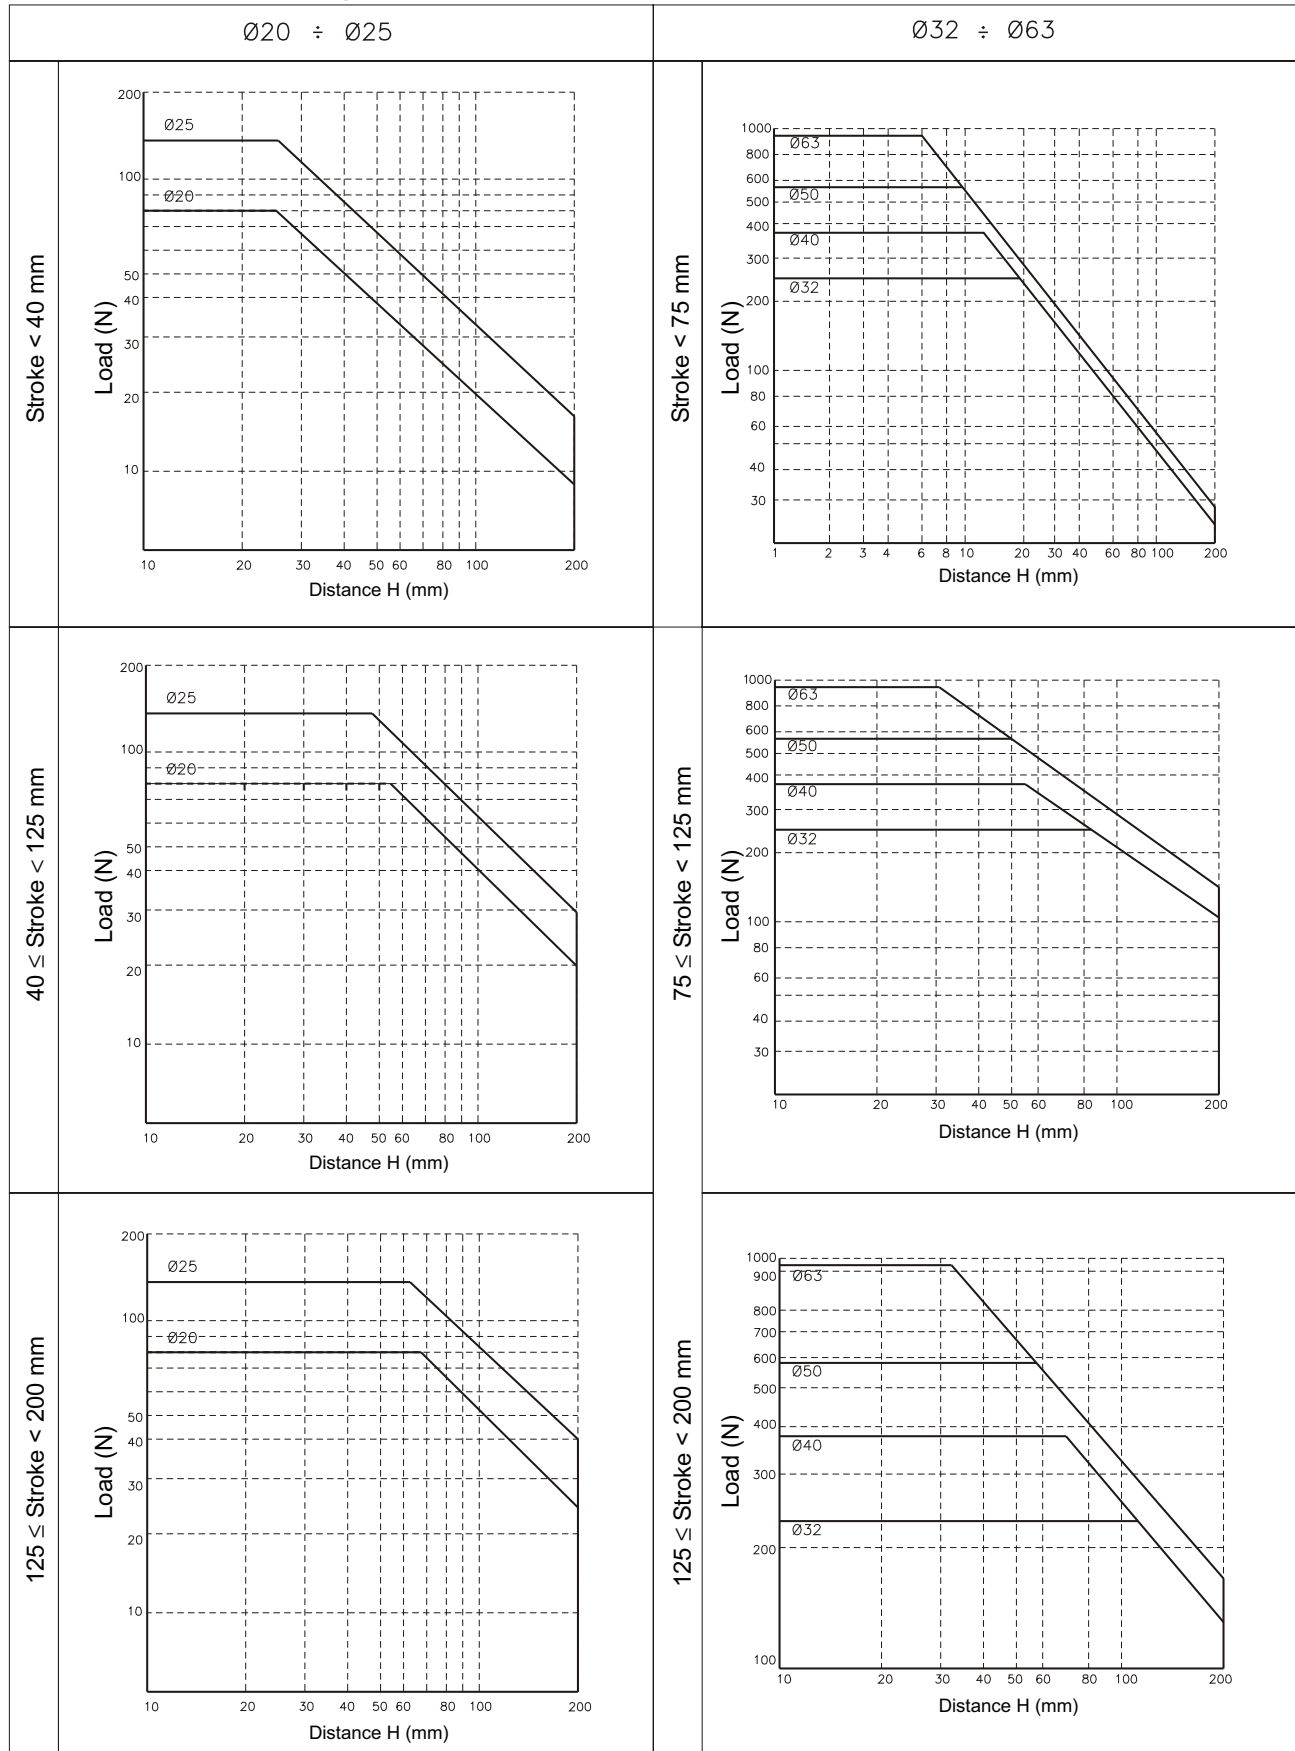 Ø20 ÷ Ø25
Ø32 ÷ Ø63
Stroke < 40 mm
Load (N)
200
100
50
40
30
20
10
Ø25
Ø20
10 20 30 40 50 60 80 100 200
Distance H (mm)
Stroke < 75 mm
Load (N)
1000
800
600
500
400
300
200
100
80
60
40
30
Ø63
Ø50
Ø40
Ø32
1 2 3 4 6 8 10 20 30 40 60 80 100 200
Distance H (mm)
40 ≤ Stroke < 125 mm
Load (N)
200
100
50
40
30
20
10
Ø25
Ø20
10 20 30 40 50 60 80 100 200
Distance H (mm)
75 ≤ Stroke < 125 mm
Load (N)
1000
800
600
500
400
300
200
100
80
60
40
30
Ø63
Ø50
Ø40
Ø32
10 20 30 40 50 60 80 100 200
Distance H (mm)
125 ≤ Stroke < 200 mm
Load (N)
200
100
50
40
30
20
10
Ø25
Ø20
10 20 30 40 50 60 80 100 200
Distance H (mm)
125 ≤ Stroke < 200 mm
Load (N)
1000
900
800
700
600
500
400
300
200
100
Ø63
Ø50
Ø40
Ø32
10 20 30 40 50 60 80 100 200
Distance H (mm)